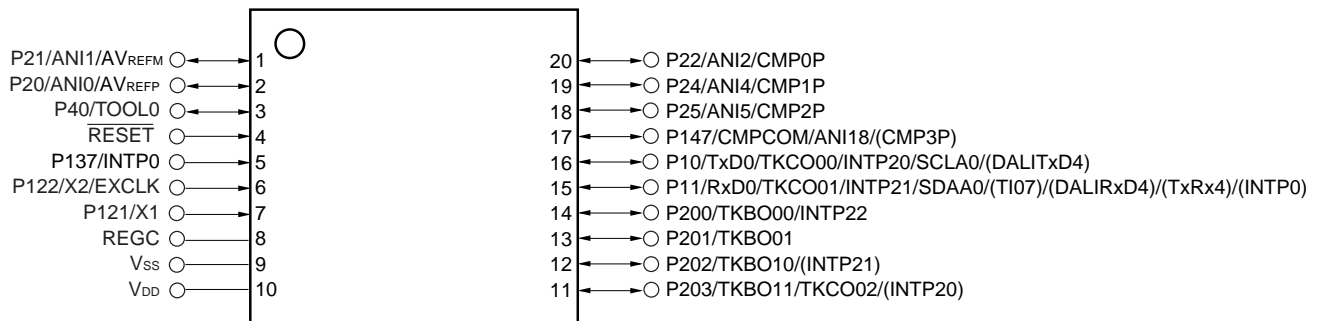 P21/ANI1/AVREFM 1 20 P22/ANI2/CMP0P
P20/ANI0/AVREFP 2 19 P24/ANI4/CMP1P
P40/TOOL0 3 18 P25/ANI5/CMP2P
RESET 4 17 P147/CMPCOM/ANI18/(CMP3P)
P137/INTP0 5 16 P10/TxD0/TKCO00/INTP20/SCLA0/(DALITxD4)
P122/X2/EXCLK 6 15 P11/RxD0/TKCO01/INTP21/SDAA0/(TI07)/(DALIRxD4)/(TxRx4)/(INTP0)
P121/X1 7 14 P200/TKBO00/INTP22
REGC 8 13 P201/TKBO01
VSS 9 12 P202/TKBO10/(INTP21)
VDD 10 11 P203/TKBO11/TKCO02/(INTP20)